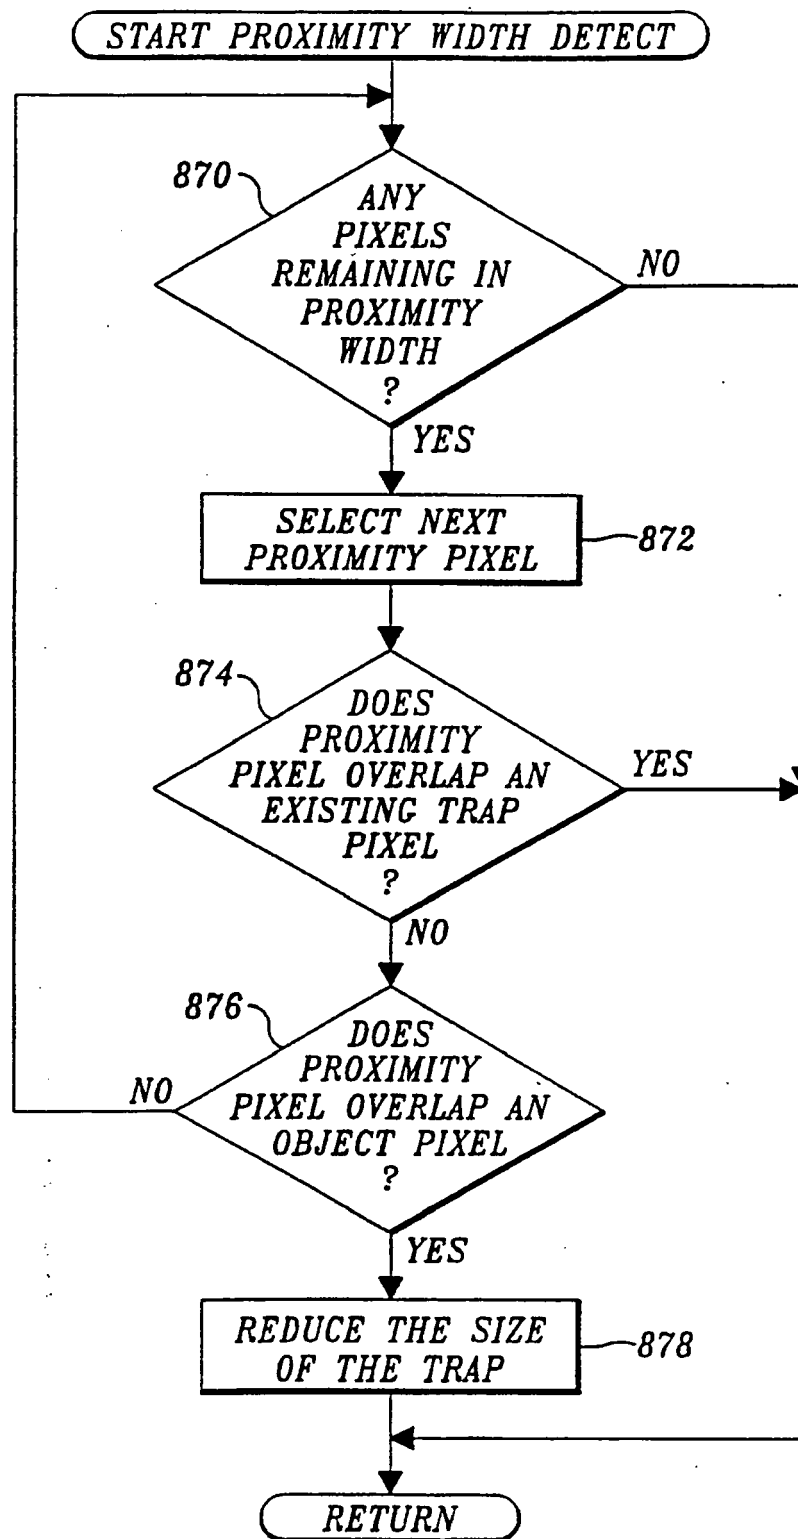 START PROXIMITY WIDTH DETECT
870
ANY
PIXELS
REMAINING IN
PROXIMITY
WIDTH
?
NO
YES
SELECT NEXT
PROXIMITY PIXEL
872
874
DOES
PROXIMITY
PIXEL OVERLAP AN
EXISTING TRAP
PIXEL
?
YES
NO
876
DOES
PROXIMITY
PIXEL OVERLAP AN
OBJECT PIXEL
?
NO
YES
REDUCE THE SIZE
OF THE TRAP
878
RETURN